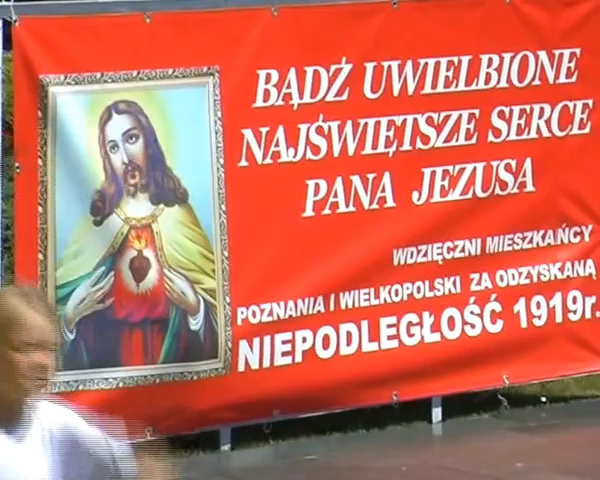 BĄDŹ UWIELBIONE
NAJŚWIĘTSZE SERCE
PANA JEZUSA
WDZIĘCZNI MIESZKAŃCY
POZNANIA I WIELKOPOLSKI ZA ODZYSKANĄ
NIEPODLEGŁOŚĆ 1919r.